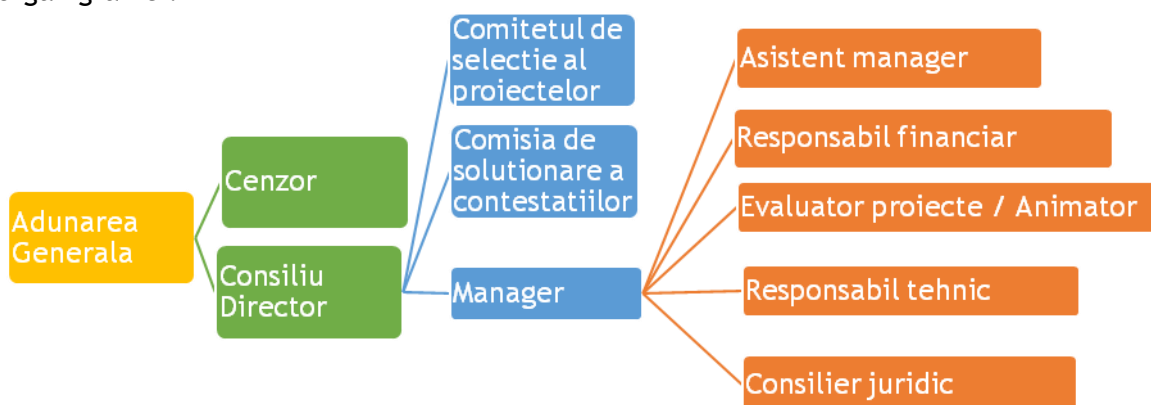 Adunarea
Generala
Cenzor
Consiliu
Director
Comitetul de
selectie al
proiectelor
Comisia de
solutionare a
contestatiilor
Manager
Asistent manager
Responsabil financiar
Evaluator proiecte / Animator
Responsabil tehnic
Consilier juridic